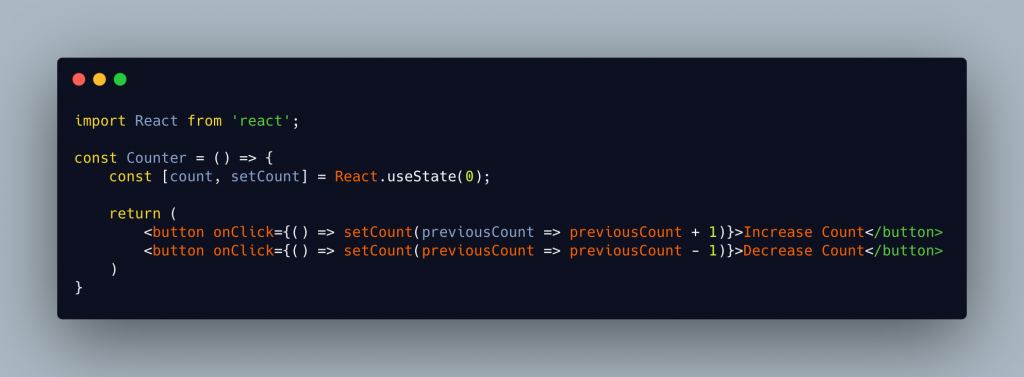 import React from 'react';
const Counter = () => {
const [count, setCount] = React.useState(0);
return (
<button onClick={() => setCount(previousCount => previousCount + 1)}>Increase Count</button>
<button onClick={() => setCount(previousCount => previousCount - 1)}>Decrease Count</button>
)
}